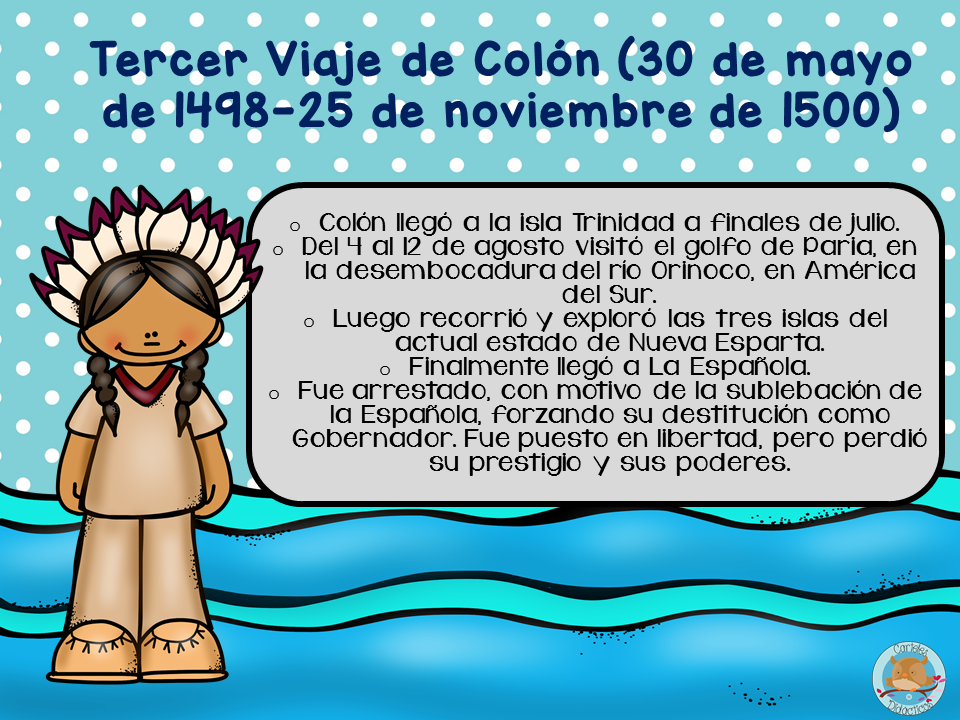 Tercer Viaje de Colón (30 de mayo
de 1498-25 de noviembre de 1500)
o Colón llegó a la isla Trinidad a finales de julio.
o Del 4 al 12 de agosto visitó el golfo de Paria, en
la desembocadura del río Orinoco, en América
del Sur.
o Luego recorrió y exploró las tres islas del
actual estado de Nueva Esparta.
o Finalmente llegó a La Española.
o Fue arrestado, con motivo de la sublebación de
la Española, forzando su destitución como
Gobernador. Fue puesto en libertad, pero perdió
su prestigio y sus poderes.
Carteles
Didácticos